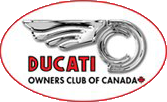 DUCATI
OWNERS CLUB OF CANADA